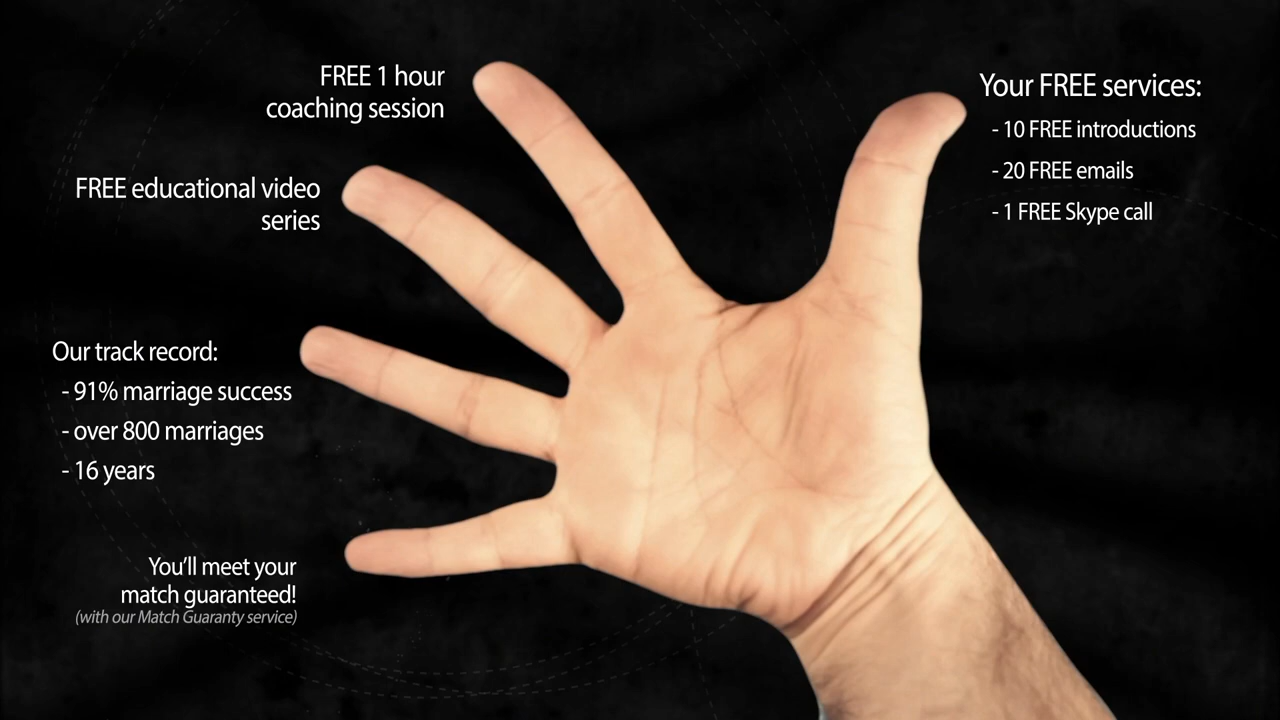 FREE 1 hour
coaching session
FREE educational video
series
Our track record:
- 91% marriage success
- over 800 marriages
- 16 years
You'll meet your
match guaranteed!
(with our Match Guaranty service)
Your FREE services:
- 10 FREE introductions
- 20 FREE emails
- 1 FREE Skype call